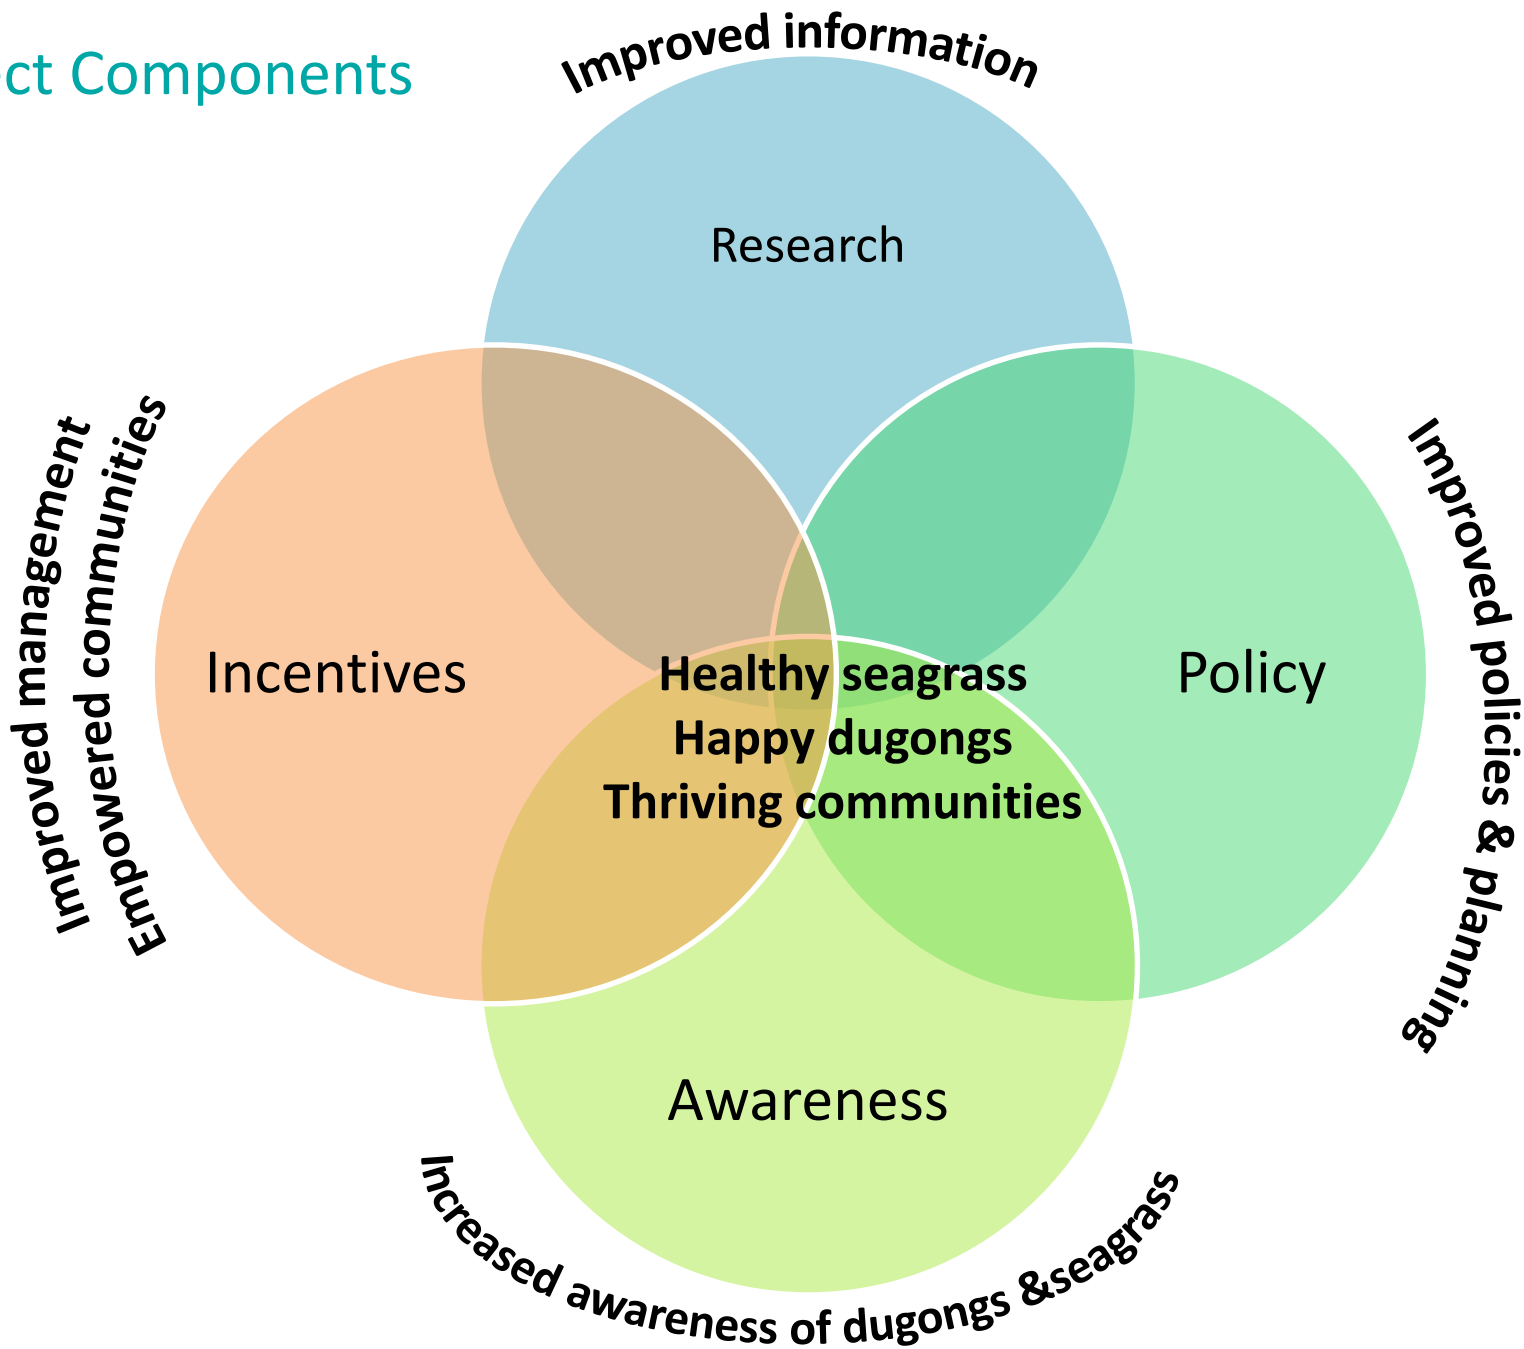 ct Components
Improved information
Research
Improved management
Empowered communities
Incentives
Healthy seagrass
Happy dugongs
Thriving communities
Policy
Improved policies & planning
Awareness
Increased awareness of dugongs &seagrass